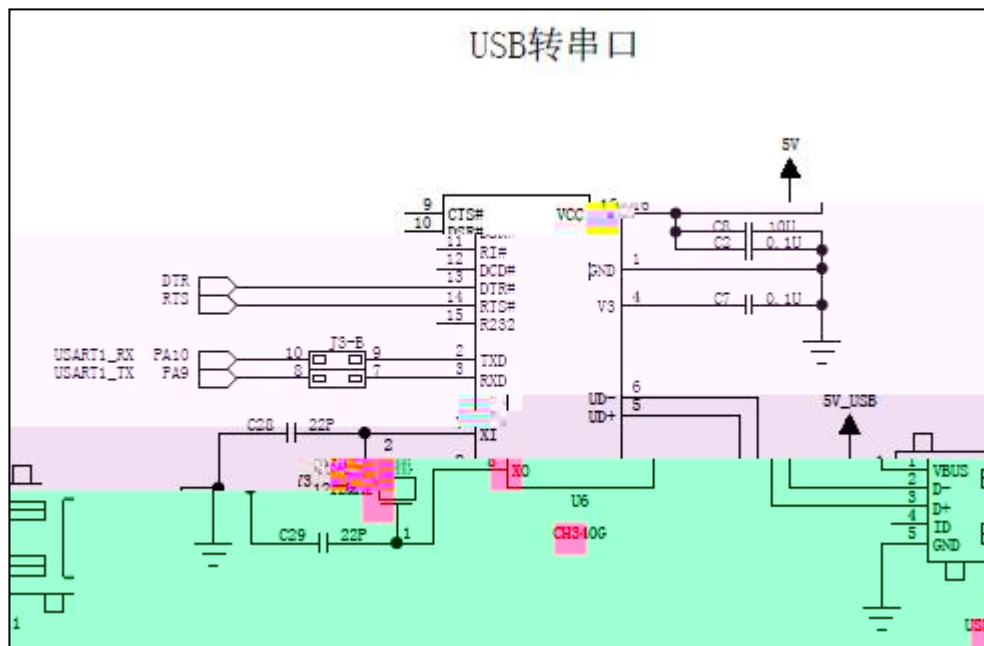 USB转串口
5V
9 CTS# VCC
10
C8 10U
11 RI# C2 0.1U
12 DCD# GND 1
DTR 13 DTR#
RTS 14 RTS# V3 4 C7 0.1U
15 R232
J3-B
USART1_RX PA10 10 9 2 TXD
USART1_TX PA9 8 7 3 RXD
UD- 6
UD+ 5
5V_USB
C28 22P XI
2
XO
1 VBUS
2 D-
3 D+
4 ID
5 GND
U6
C29 22P 1 CH340G
1